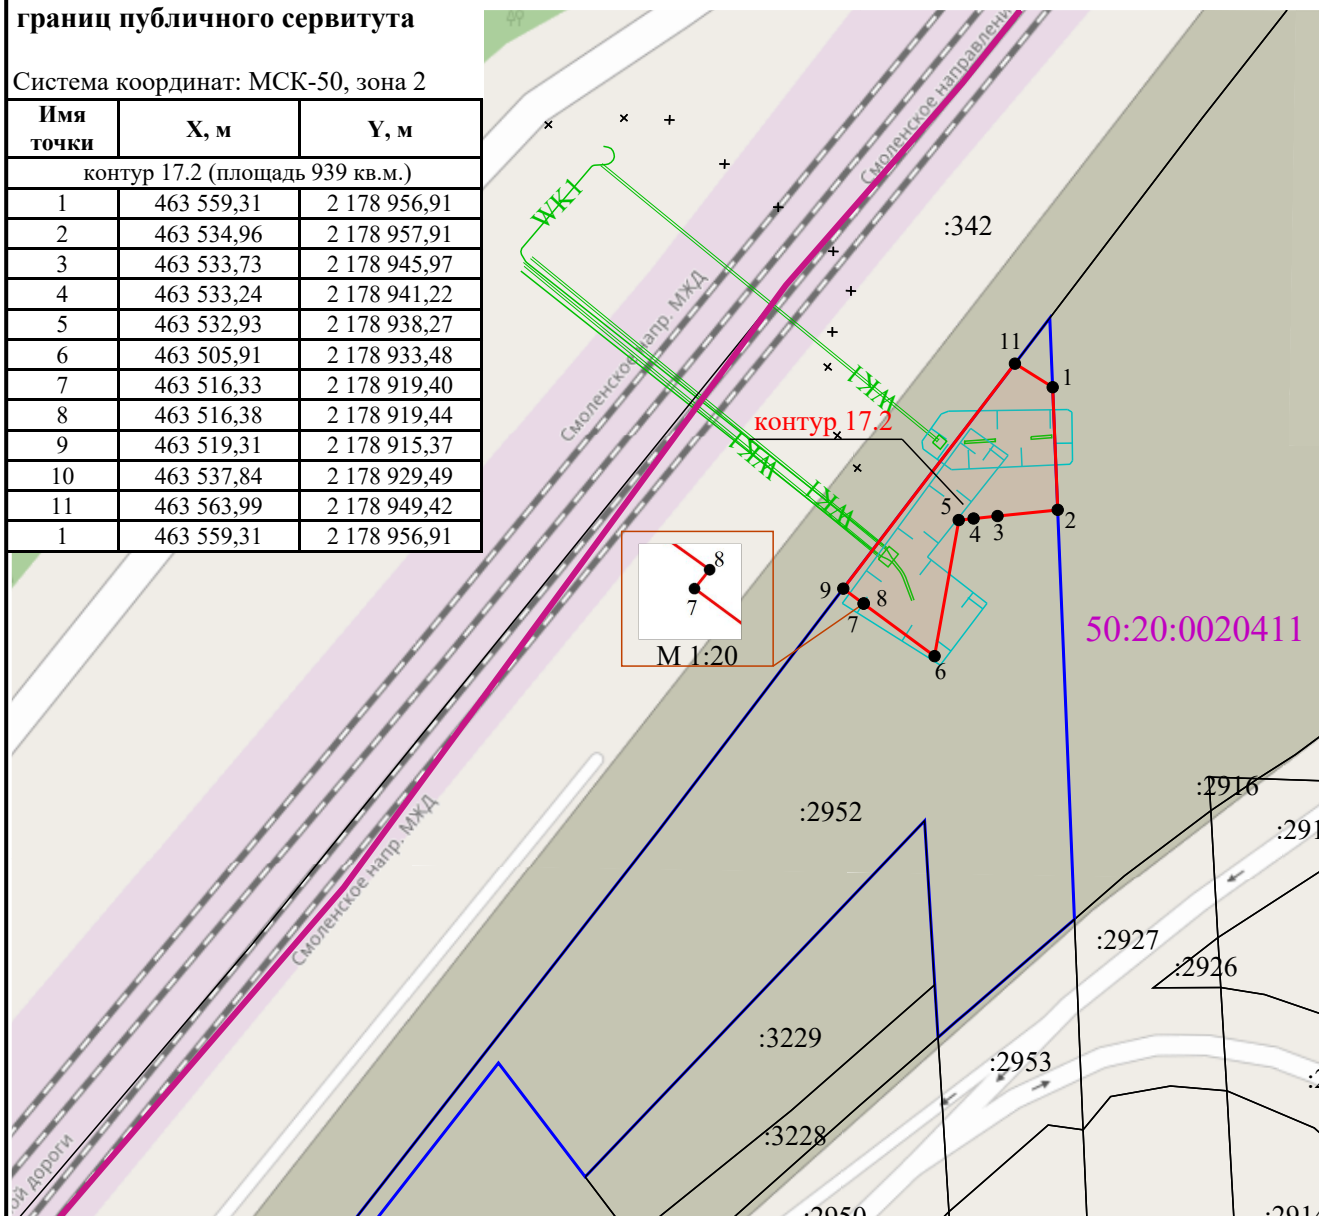 границ публичного сервитута
Система координат: МСК-50, зона 2
Имя точки X, м Y, м
контур 17.2 (площадь 939 кв.м.)
1 463 559,31 2 178 956,91
2 463 534,96 2 178 957,91
3 463 533,73 2 178 945,97
4 463 533,24 2 178 941,22
5 463 532,93 2 178 938,27
6 463 505,91 2 178 933,48
7 463 516,33 2 178 919,40
8 463 516,38 2 178 919,44
9 463 519,31 2 178 915,37
10 463 537,84 2 178 929,49
11 463 563,99 2 178 949,42
1 463 559,31 2 178 956,91
Смоленское направлени
WK1
:342
Смоленское напр. МЖД
11
1
WK1
контур 17.2
WK1
WK1
5
4
3
2
8
7
9
8
7
6
М 1:20
50:20:0020411
:2952
:2916
:291
Смоленское напр. МЖД
:2927
:2926
:3229
:2953
:3228
ой дороги
:2950
:2914